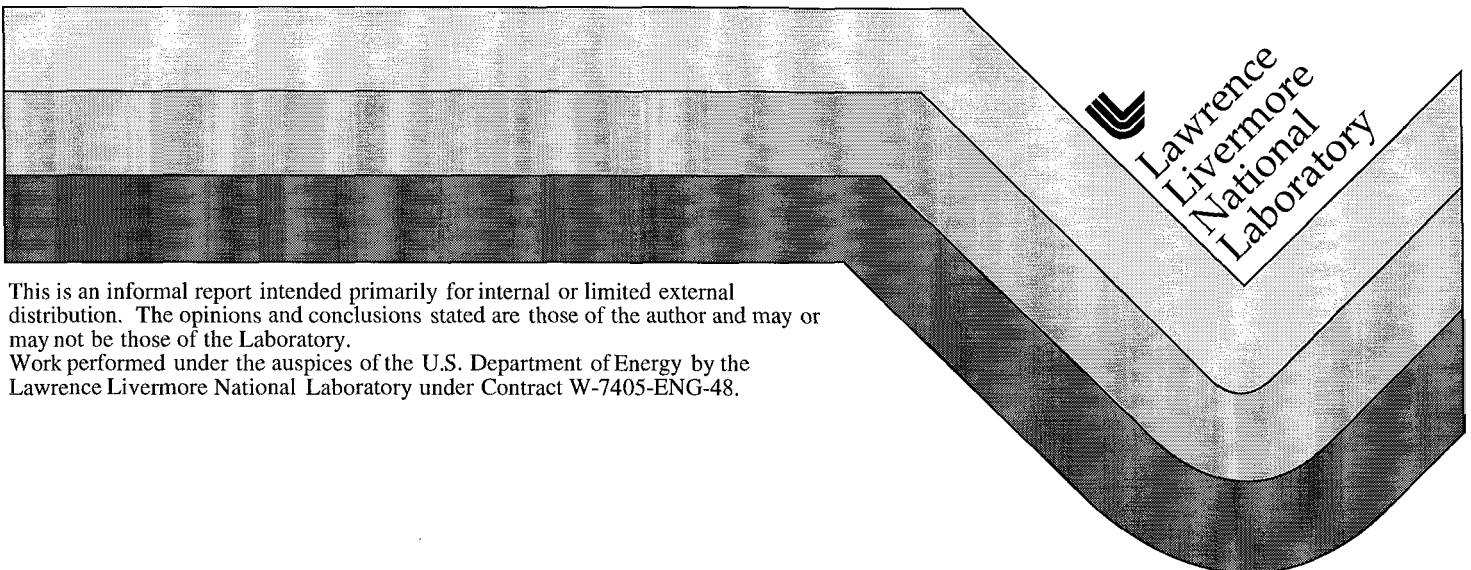 Lawrence
Livermore
National
Laboratory
This is an informal report intended primarily for internal or limited external
distribution. The opinions and conclusions stated are those of the author and may or
may not be those of the Laboratory.
Work performed under the auspices of the U.S. Department of Energy by the
Lawrence Livermore National Laboratory under Contract W-7405-ENG-48.